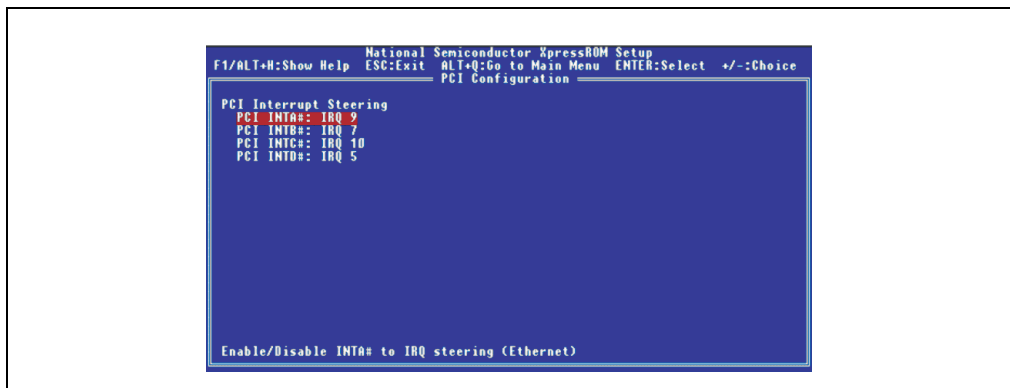 National Semiconductor XpressROM Setup
F1/ALT+H:Show Help ESC:Exit ALT+Q:Go to Main Menu ENTER:Select +/-:Choice
PCI Configuration
PCI Interrupt Steering
PCI INTA#: IRQ 9
PCI INTB#: IRQ 7
PCI INTC#: IRQ 10
PCI INTD#: IRQ 5
Enable/Disable INTA# to IRQ steering (Ethernet)